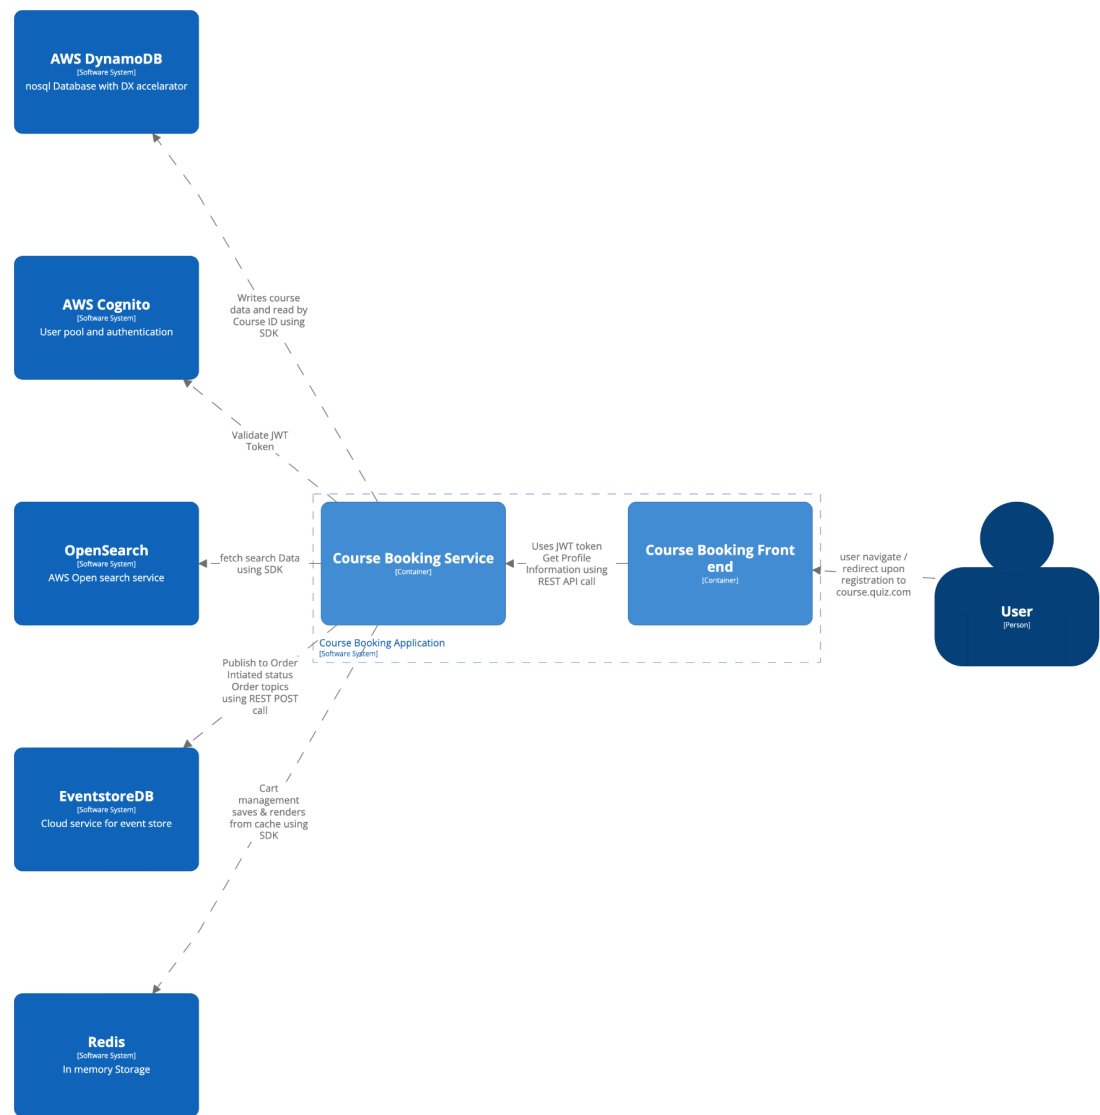 AWS DynamoDB
[Software System]
nosql Database with DX accelarator
AWS Cognito
[Software System]
User pool and authentication
Writes course
data and read by
Course ID using
SDK
Validate JWT
Token
OpenSearch
[Software System]
AWS Open search service
fetch search Data
using SDK
Course Booking Service
[Container]
Uses JWT token
Get Profile
Information using
REST API call
Course Booking Front
end
[Container]
user navigate /
redirect upon
registration to
course.quiz.com
User
[Person]
Course Booking Application
[Software System]
Publish to Order
Intiated status
Order topics
using REST POST
call
EventstoreDB
[Software System]
Cloud service for event store
Cart
management
saves & renders
from cache using
SDK
Redis
[Software System]
In memory Storage